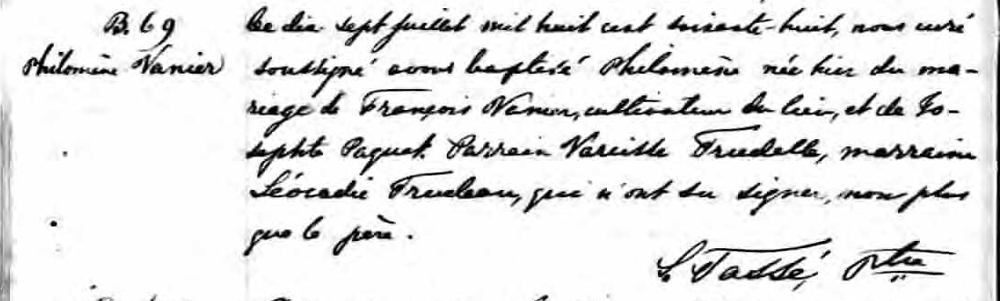 B. 69
Philomène Vanier
Le dix-sept juillet mil huit cent soixante-huit, nous curé
soussigné avons baptisé Philomène née hier du ma-
riage de François Vanier, cultivateur du lieu, et de Jo-
sephte Paquet. Parrain Narcisse Trudelle, marraine
Léocadie Trudeau, qui n'ont su signer, non plus
que le père.
L. Tassé, ptre